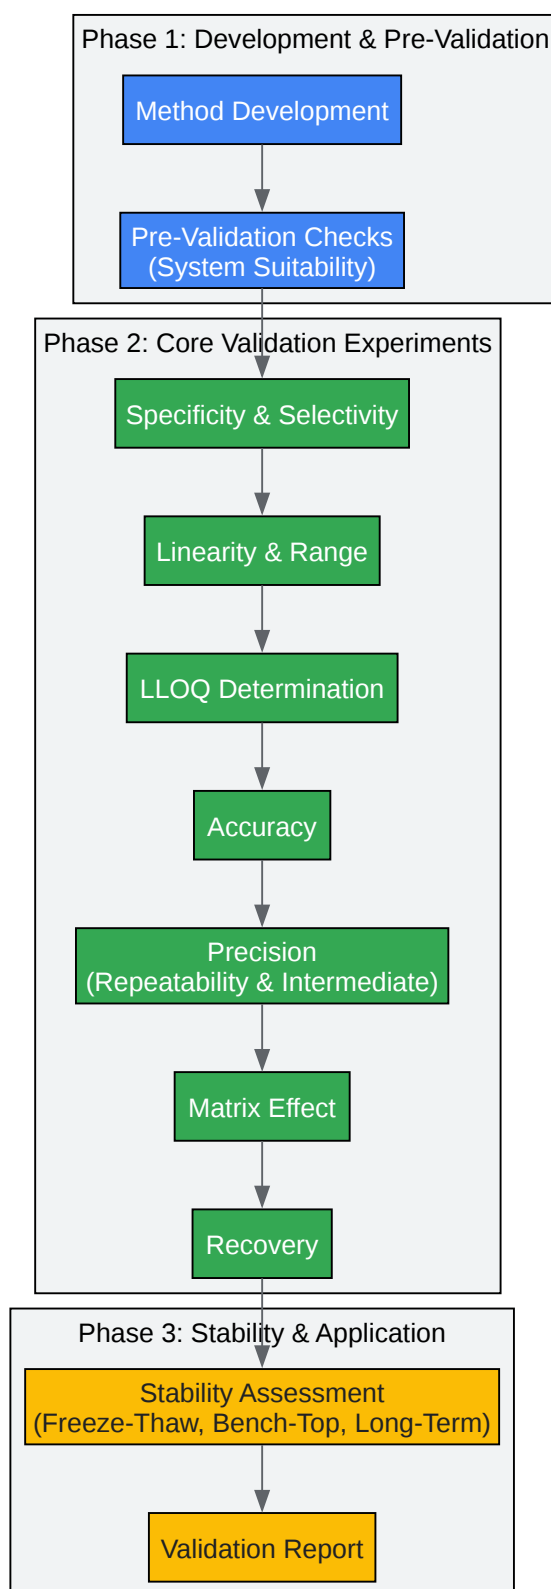 Phase 1: Development & Pre-Validation
Method Development
Pre-Validation Checks
(System Suitability)
Phase 2: Core Validation Experiments
Specificity & Selectivity
Linearity & Range
LLOQ Determination
Accuracy
Precision
(Repeatability & Intermediate)
Matrix Effect
Recovery
Phase 3: Stability & Application
Stability Assessment
(Freeze-Thaw, Bench-Top, Long-Term)
Validation Report